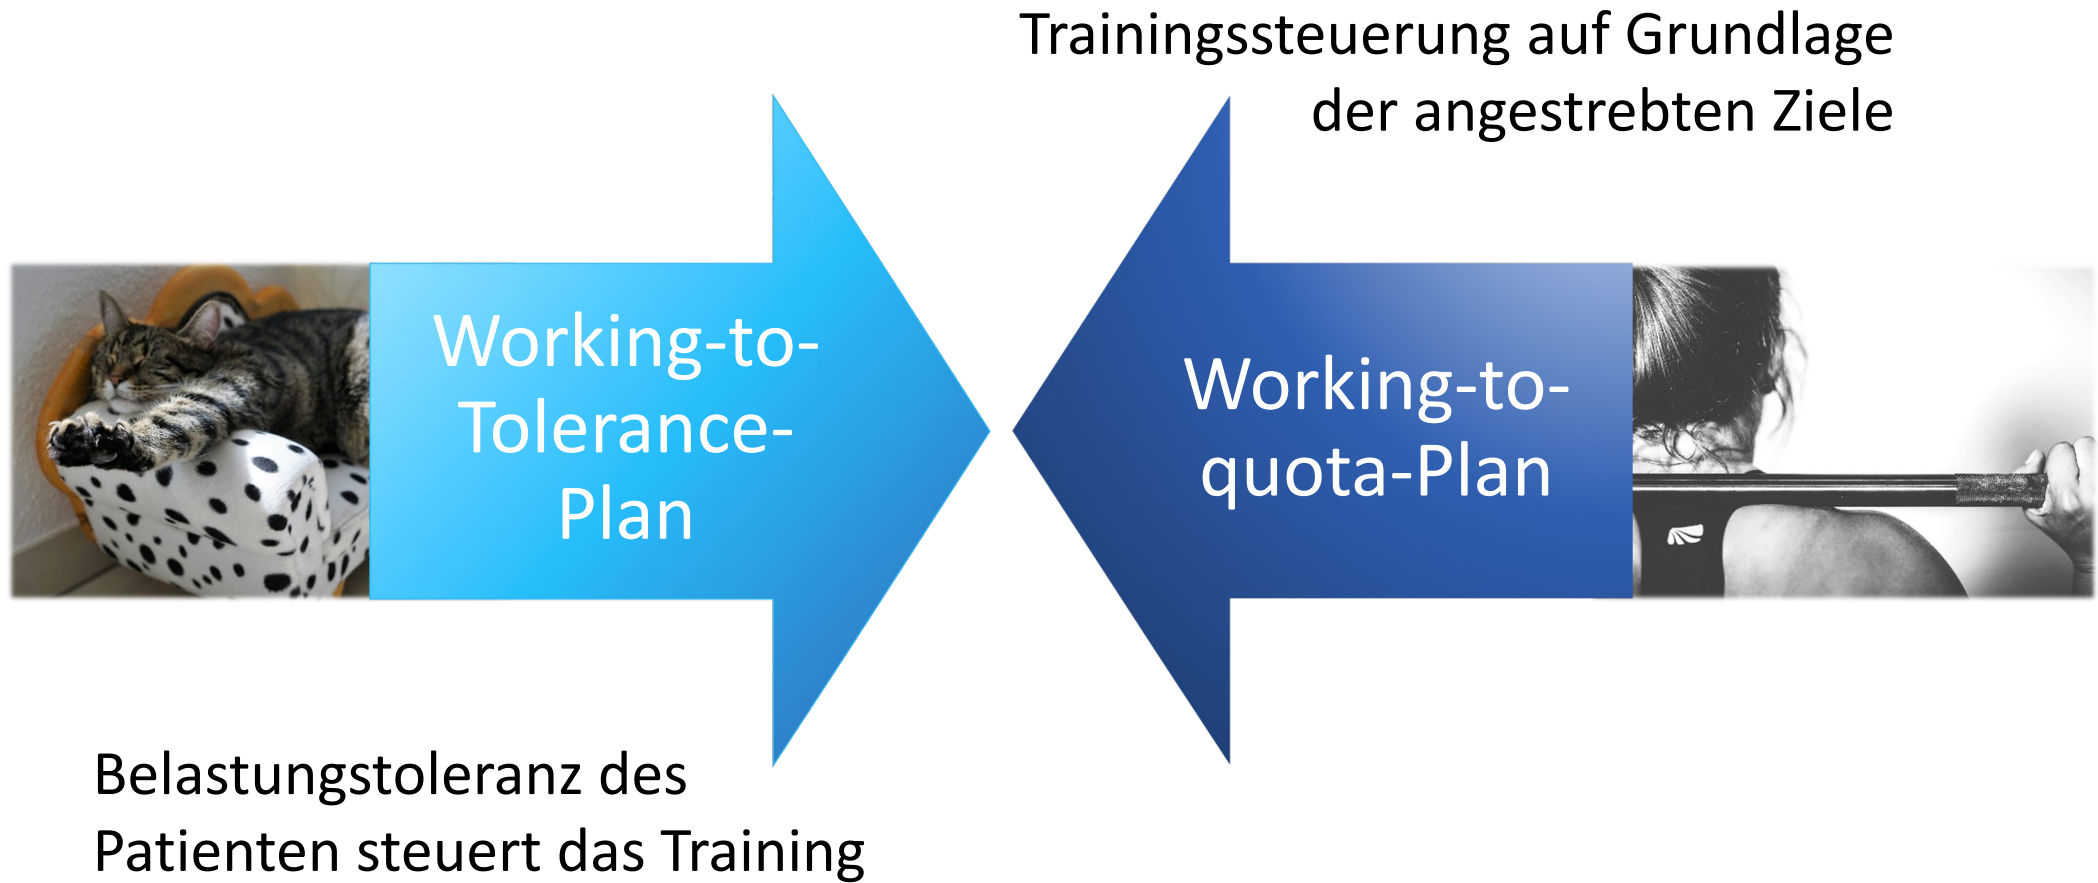 Trainingssteuerung auf Grundlage
der angestrebten Ziele
Working-to-
Tolerance-
Plan
Working-to-
quota-Plan
Belastungstoleranz des
Patienten steuert das Training